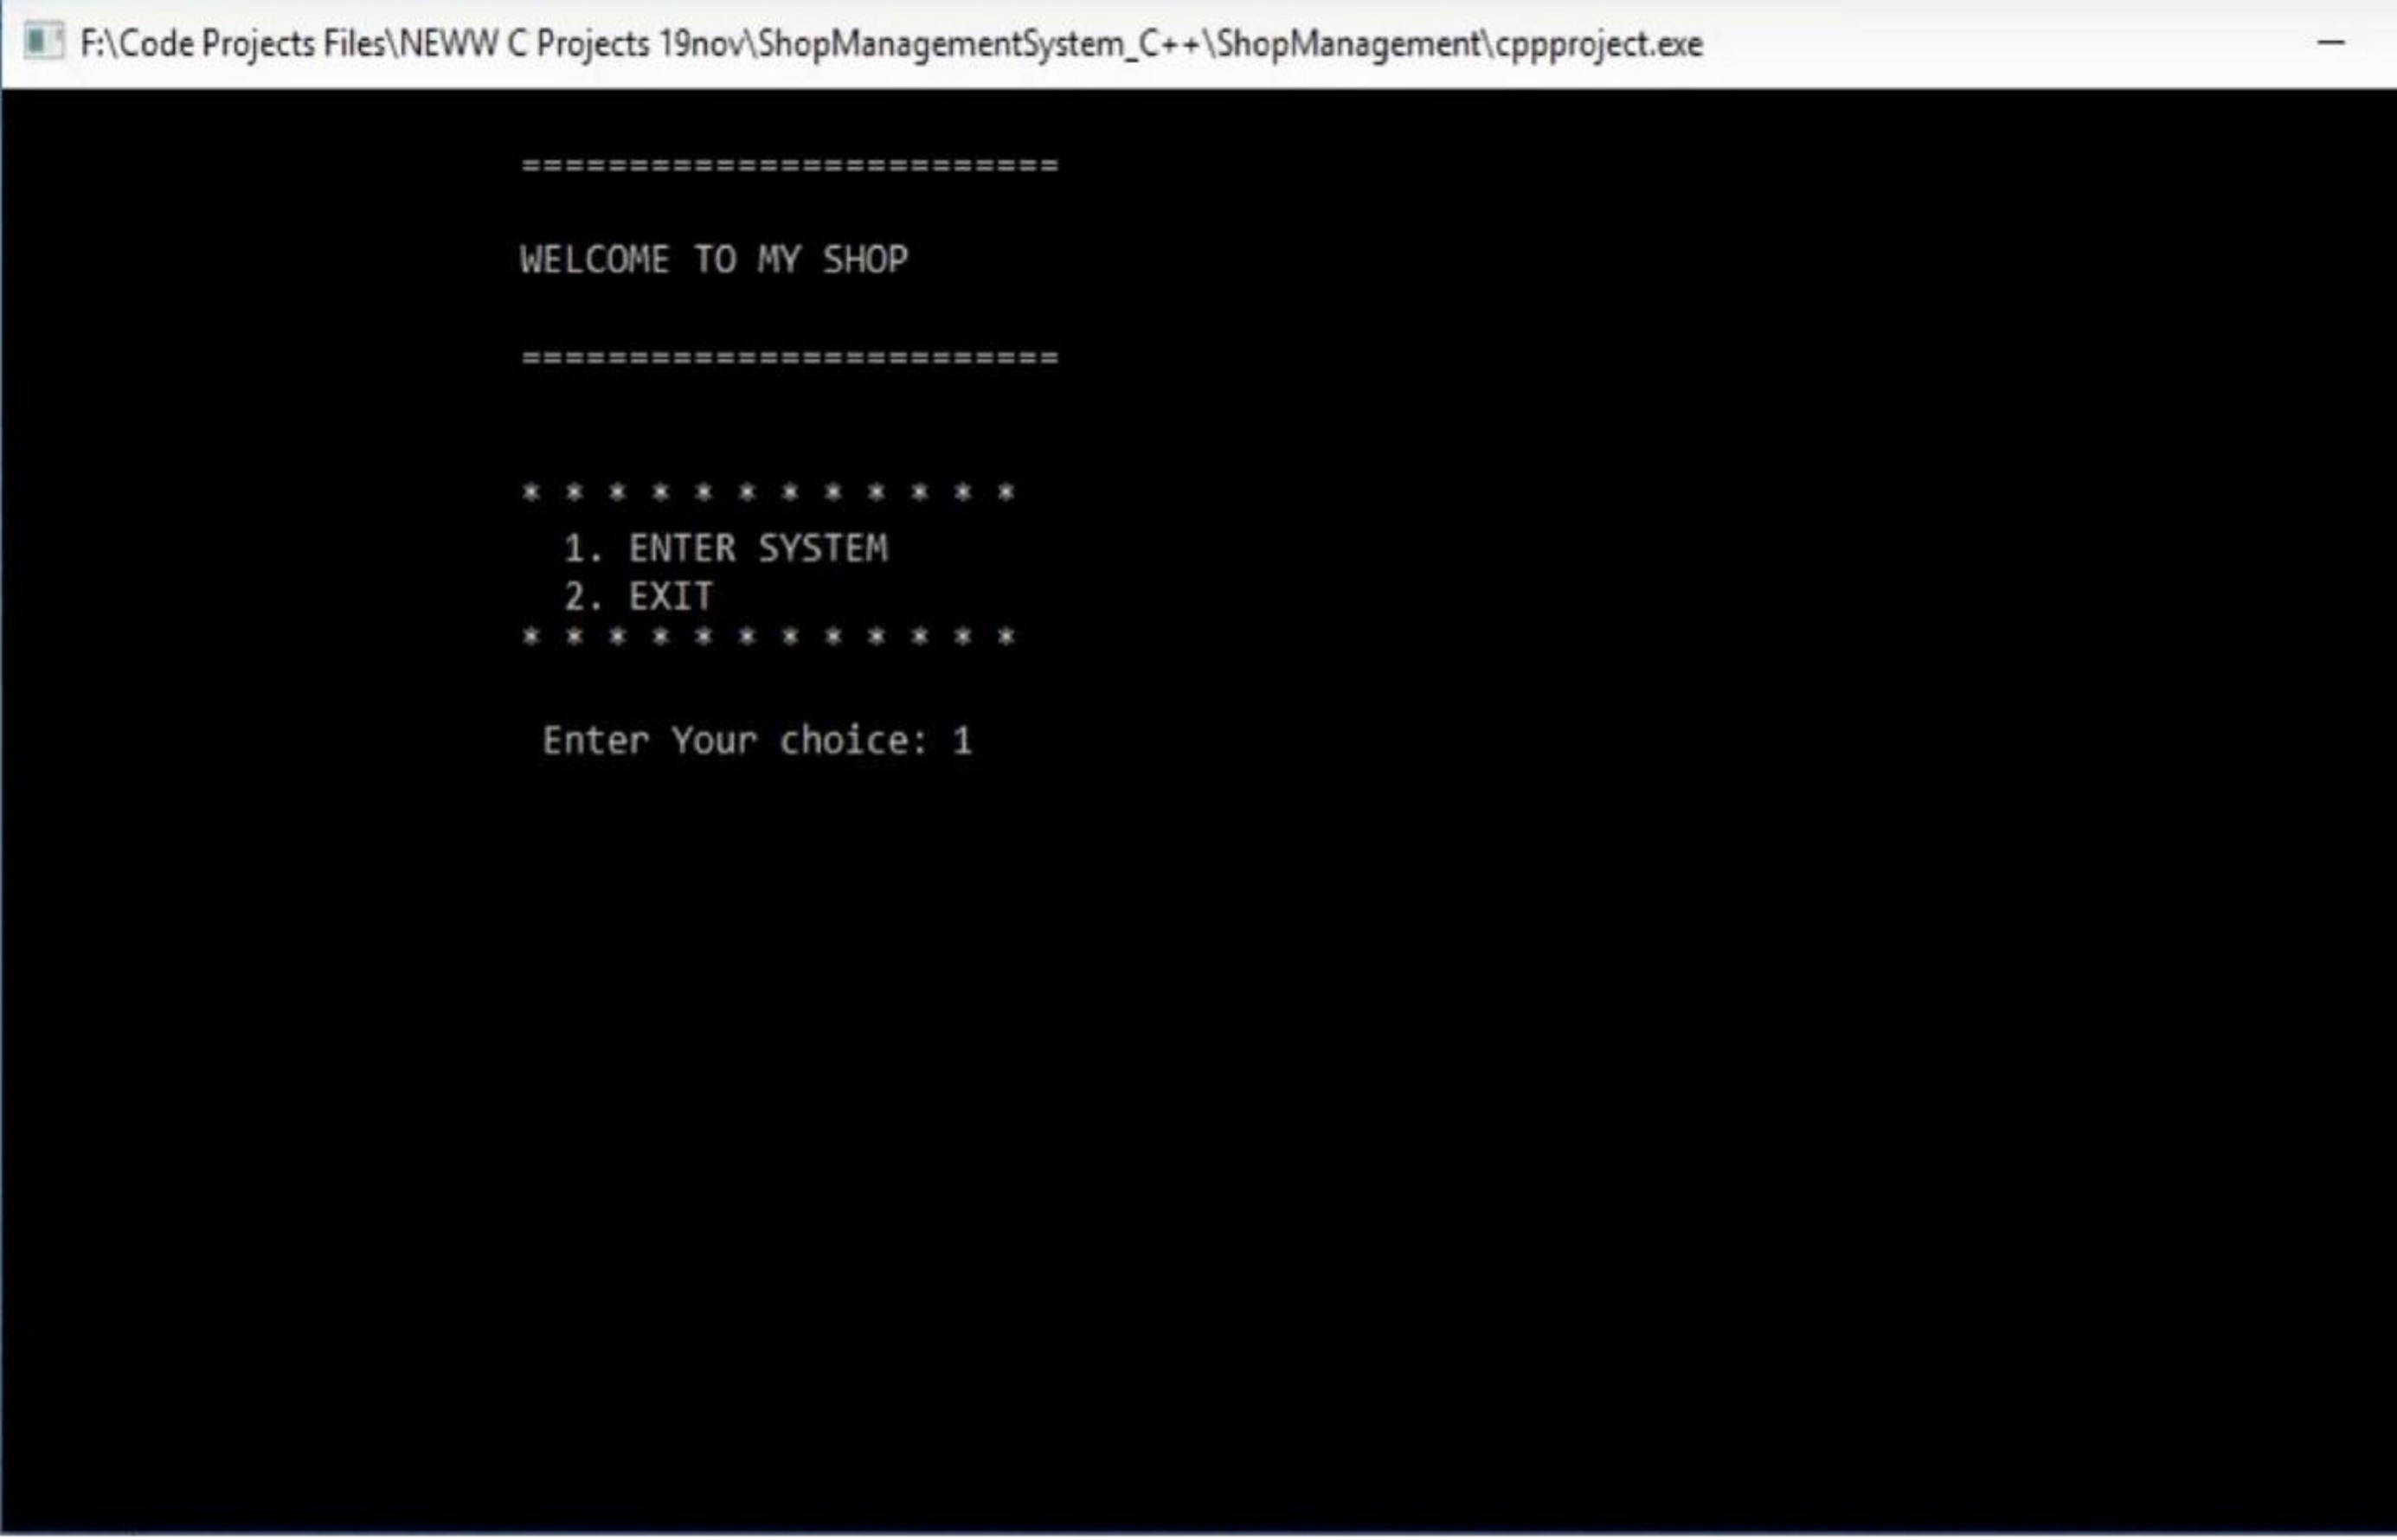 F:\Code Projects Files\NEWW C Projects 19nov\ShopManagementSystem_C++\ShopManagement\cppproject.exe
=========================
WELCOME TO MY SHOP
=========================
* * * * * * * * * * * *
1. ENTER SYSTEM
2. EXIT
* * * * * * * * * * * *
Enter Your choice: 1